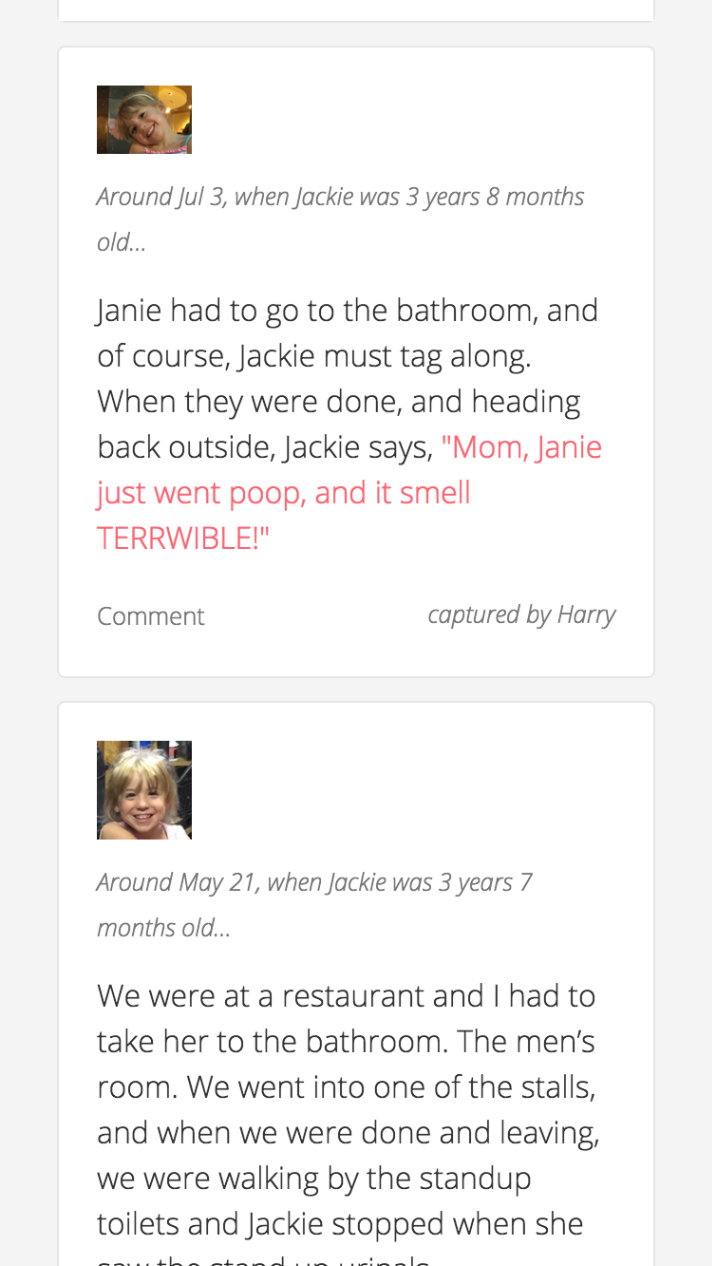 Around Jul 3, when Jackie was 3 years 8 months
old...
Janie had to go to the bathroom, and
of course, Jackie must tag along.
When they were done, and heading
back outside, Jackie says, "Mom, Janie
just went poop, and it smell
TERRWIBLE!"
Comment captured by Harry
Around May 21, when Jackie was 3 years 7
months old...
We were at a restaurant and I had to
take her to the bathroom. The men’s
room. We went into one of the stalls,
and when we were done and leaving,
we were walking by the standup
toilets and Jackie stopped when she
saw the stand up urinals